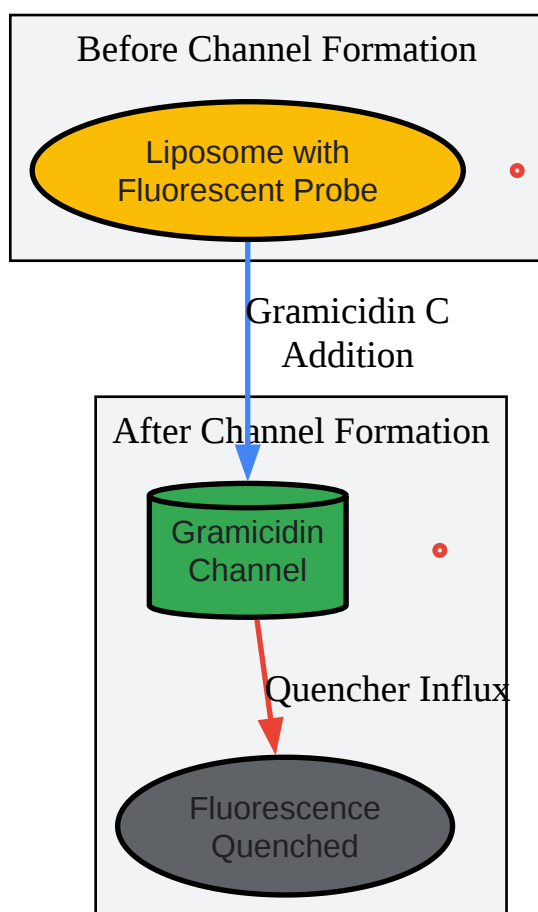 Before Channel Formation
Liposome with
Fluorescent Probe
Gramicidin C
Addition
After Channel Formation
Gramicidin
Channel
Quencher Influx
Fluorescence
Quenched